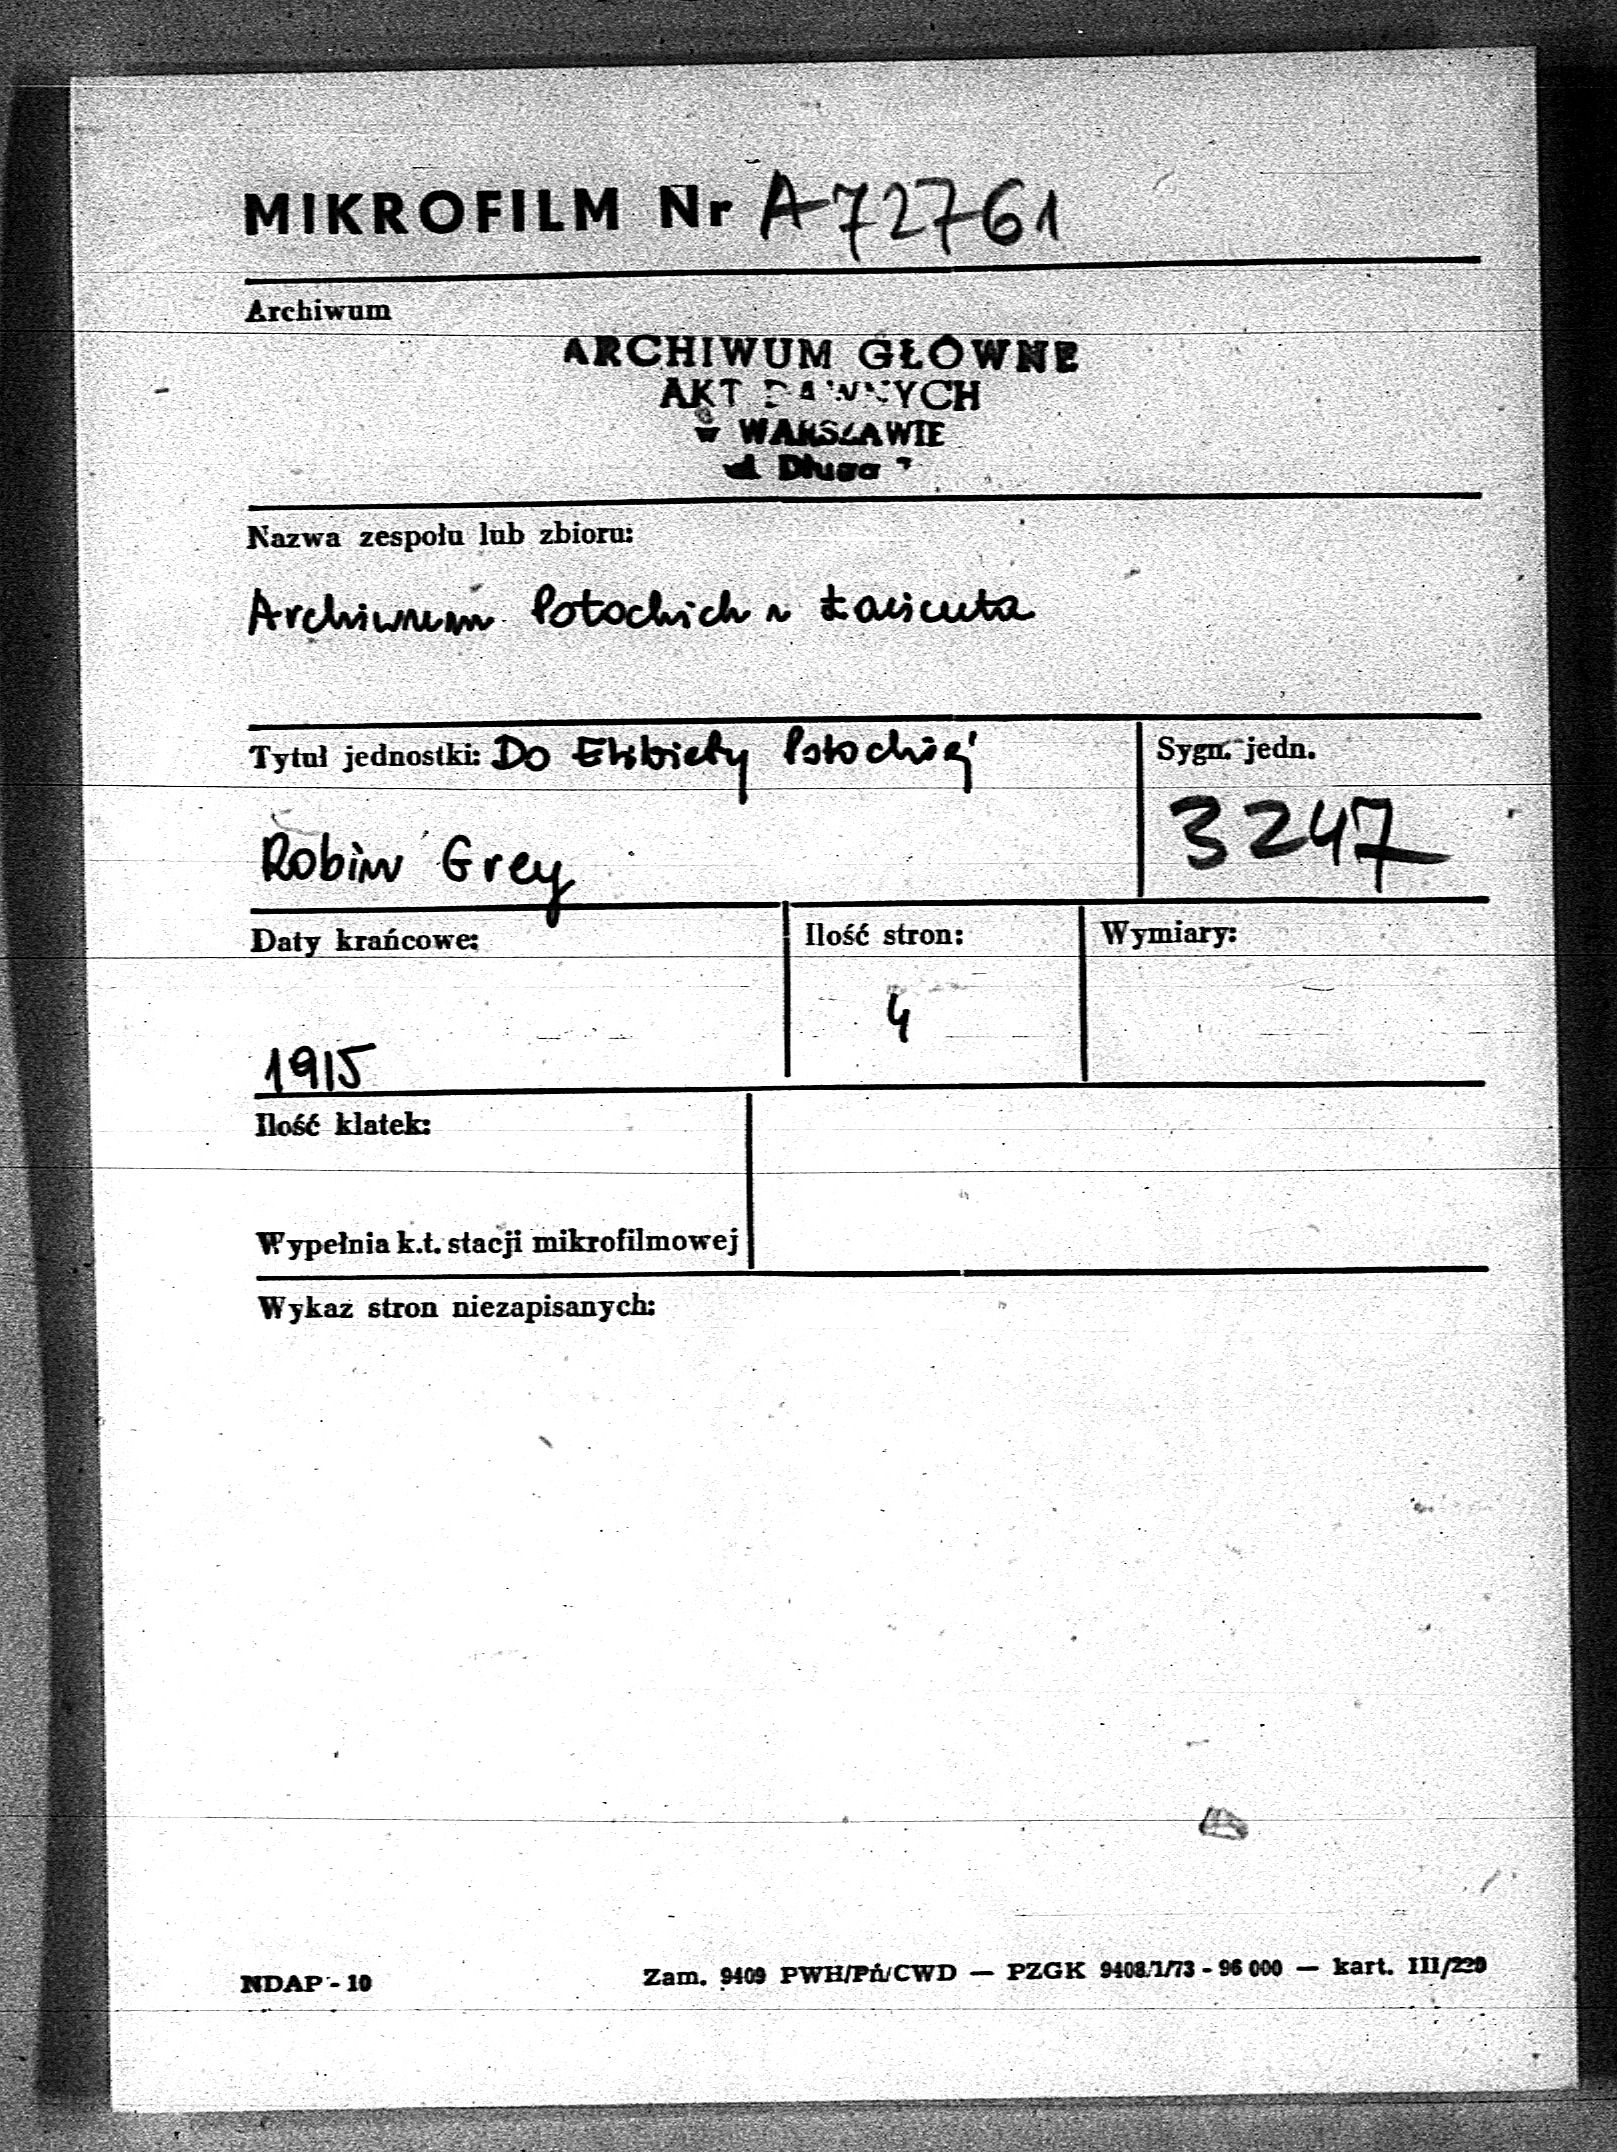 MIKROFILM Nr A-72761
Archiwum
ARCHIWUM GŁÓWNE
AKT DAWNYCH
w WARSZAWIE
ul Długa 7
Nazwa zespołu lub zbioru:
Archiwum Potockich z Łańcuta
Tytuł jednostki: Do Elżbiety Potockiej
Sygn. jedn.
3247
Robin Grey
Daty krańcowe:
Ilość stron:
Wymiary:
4
1915
Ilość klatek:
Wypełnia k.t. stacji mikrofilmowej
Wykaz stron niezapisanych:
NDAP - 10
Zam. 9409 PWH/Pń/CWD — PZGK 9408/1/73 - 96 000 — kart. III/220